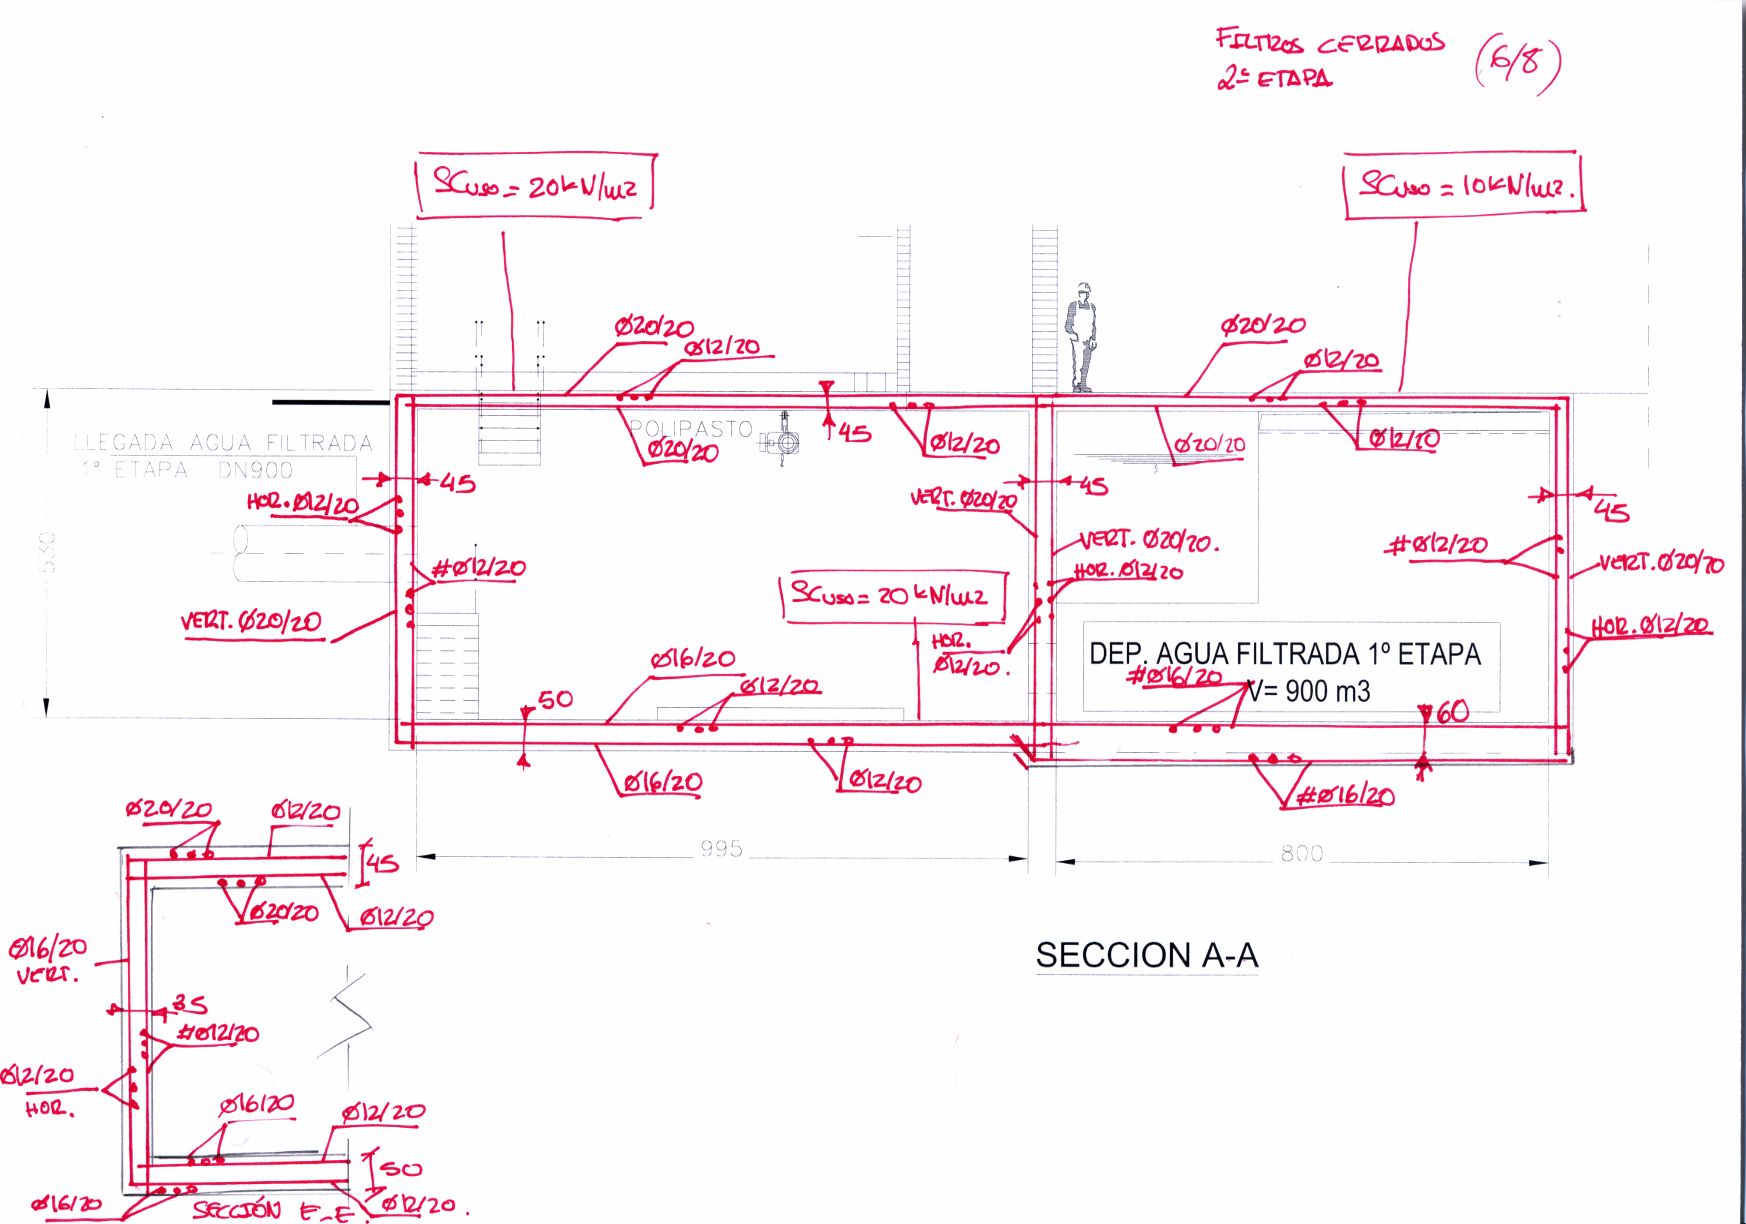 FILTROS CERRADOS (6/8)
2ª ETAPA
SCuso = 20kN/m2
SCuso = 10kN/m2.
Ø20/20
Ø12/20
Ø20/20
Ø12/20
45
POLIPASTO
Ø20/20
Ø12/20
Ø20/20
Ø12/20
LLEGADA AGUA FILTRADA
1º ETAPA DN900
HOR. Ø12/20
45
VERT. Ø20/20
45
45
530
#Ø12/20
VERT. Ø20/20
VERT. Ø20/20.
HOR. Ø12/20
#Ø12/20
VERT. Ø20/20
SCuso = 20 kN/m2
HOR.
Ø12/20.
HOR. Ø12/20
DEP. AGUA FILTRADA 1º ETAPA
V= 900 m3
#Ø16/20
Ø16/20
Ø12/20
50
60
Ø16/20
Ø12/20
#Ø16/20
995
800
SECCION A-A
Ø20/20
Ø12/20
45
Ø20/20
Ø12/20
Ø16/20
VERT.
35
#Ø12/20
Ø12/20
HOR.
Ø16/20
Ø12/20
50
Ø16/20
SECCIÓN E-E.
Ø12/20.